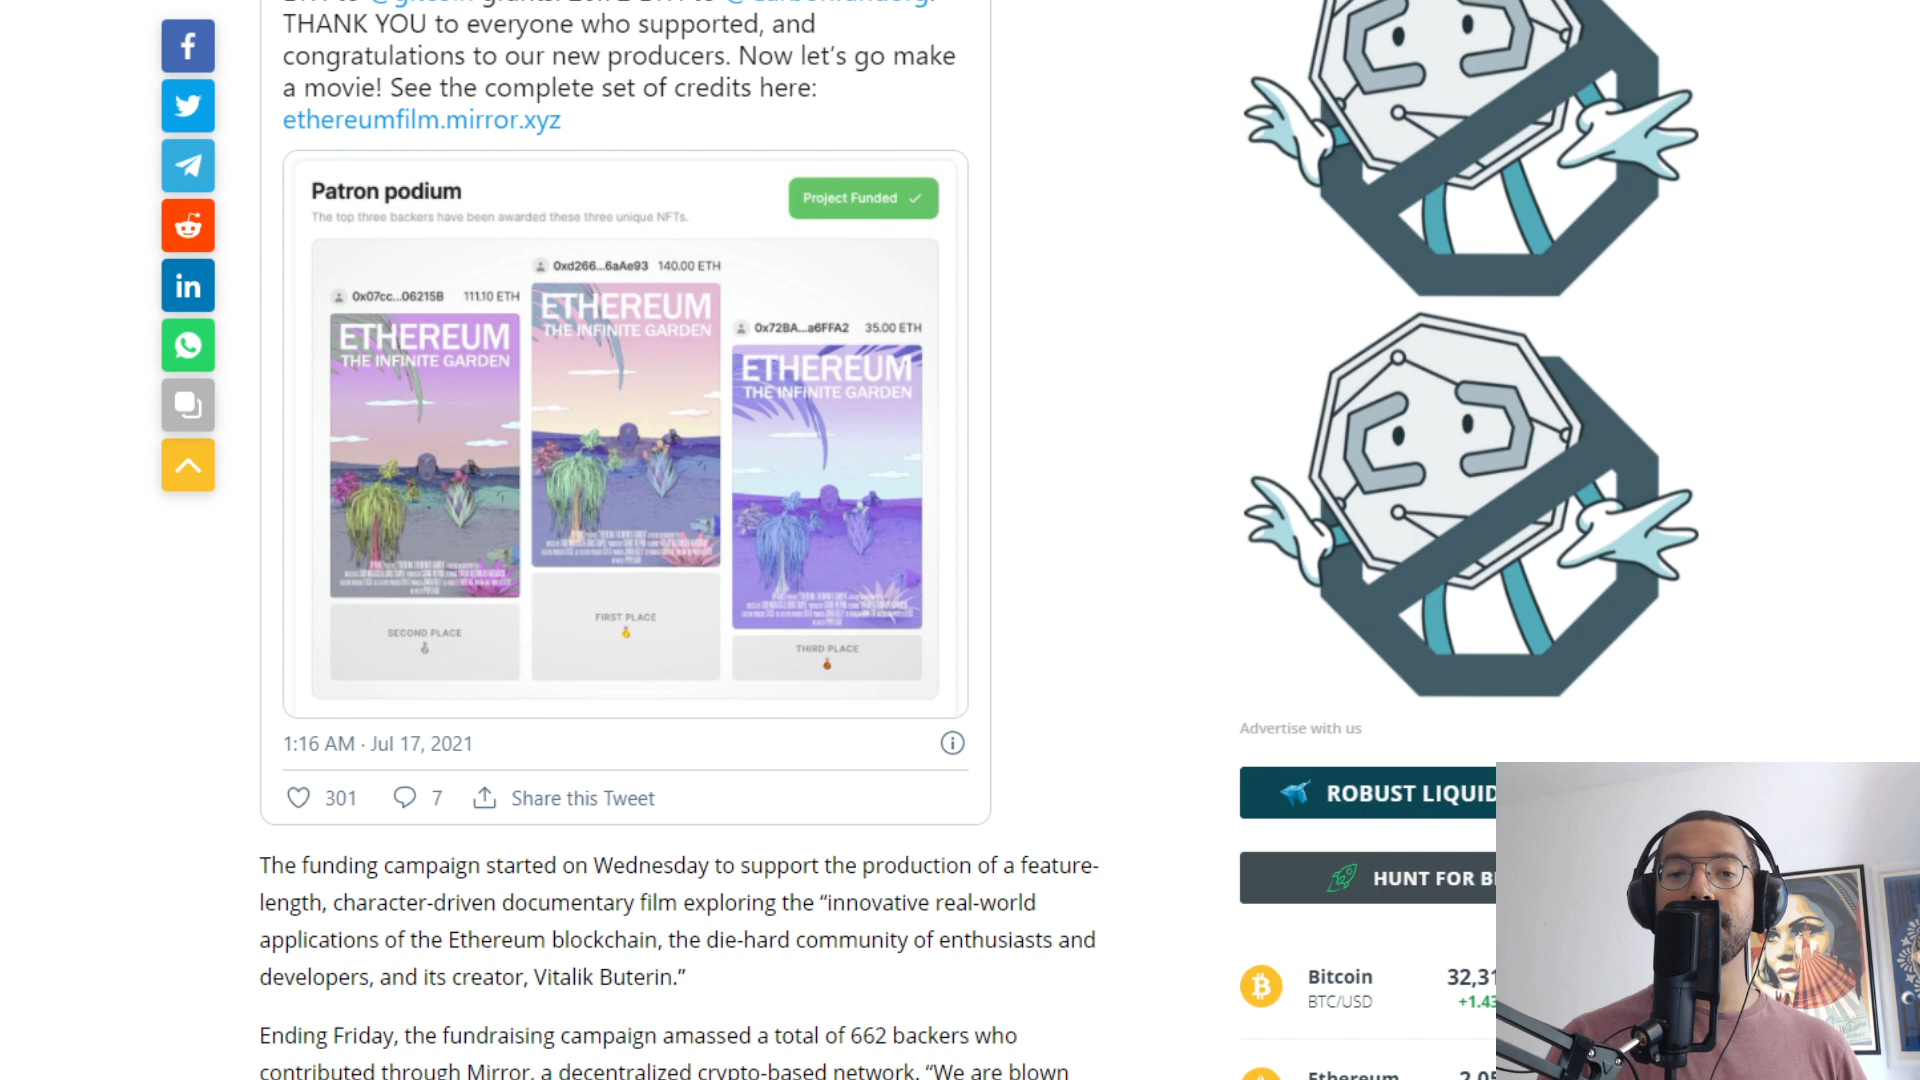 THANK YOU to everyone who supported, and
congratulations to our new producers. Now let's go make
a movie! See the complete set of credits here:
ethereumfilm.mirror.xyz
Patron podium
Project Funded
The top three backers have been awarded these three unique NFTs.
0xd266...6aAe93 140.00 ETH
0x07cc...06215B 111.10 ETH
0x72BA...a6FFA2 35.00 ETH
ETHEREUM
THE INFINITE GARDEN
ETHEREUM
THE INFINITE GARDEN
ETHEREUM
THE INFINITE GARDEN
SECOND PLACE
FIRST PLACE
THIRD PLACE
1:16 AM · Jul 17, 2021
301 7 Share this Tweet
The funding campaign started on Wednesday to support the production of a feature-
length, character-driven documentary film exploring the “innovative real-world
applications of the Ethereum blockchain, the die-hard community of enthusiasts and
developers, and its creator, Vitalik Buterin.”
Ending Friday, the fundraising campaign amassed a total of 662 backers who
contributed through Mirror, a decentralized crypto-based network. “We are blown
Advertise with us
ROBUST LIQUID
HUNT FOR
Bitcoin 32,31
BTC/USD +1.43
Ethereum